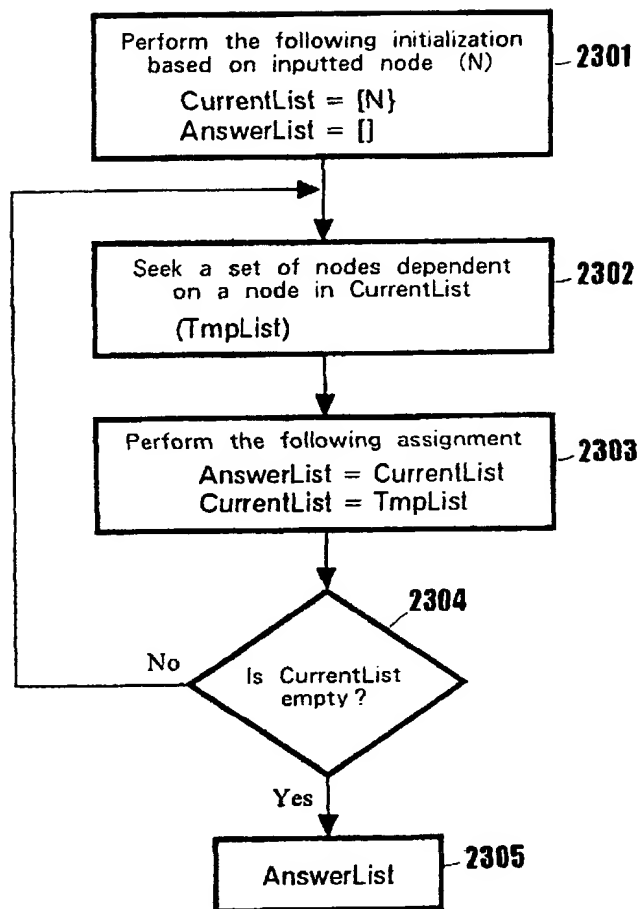 Perform the following initialization
based on inputted node (N)
CurrentList = {N}
AnswerList = []
2301
Seek a set of nodes dependent
on a node in CurrentList
(TmpList)
2302
Perform the following assignment
AnswerList = CurrentList
CurrentList = TmpList
2303
2304
No
Is CurrentList
empty ?
Yes
AnswerList
2305